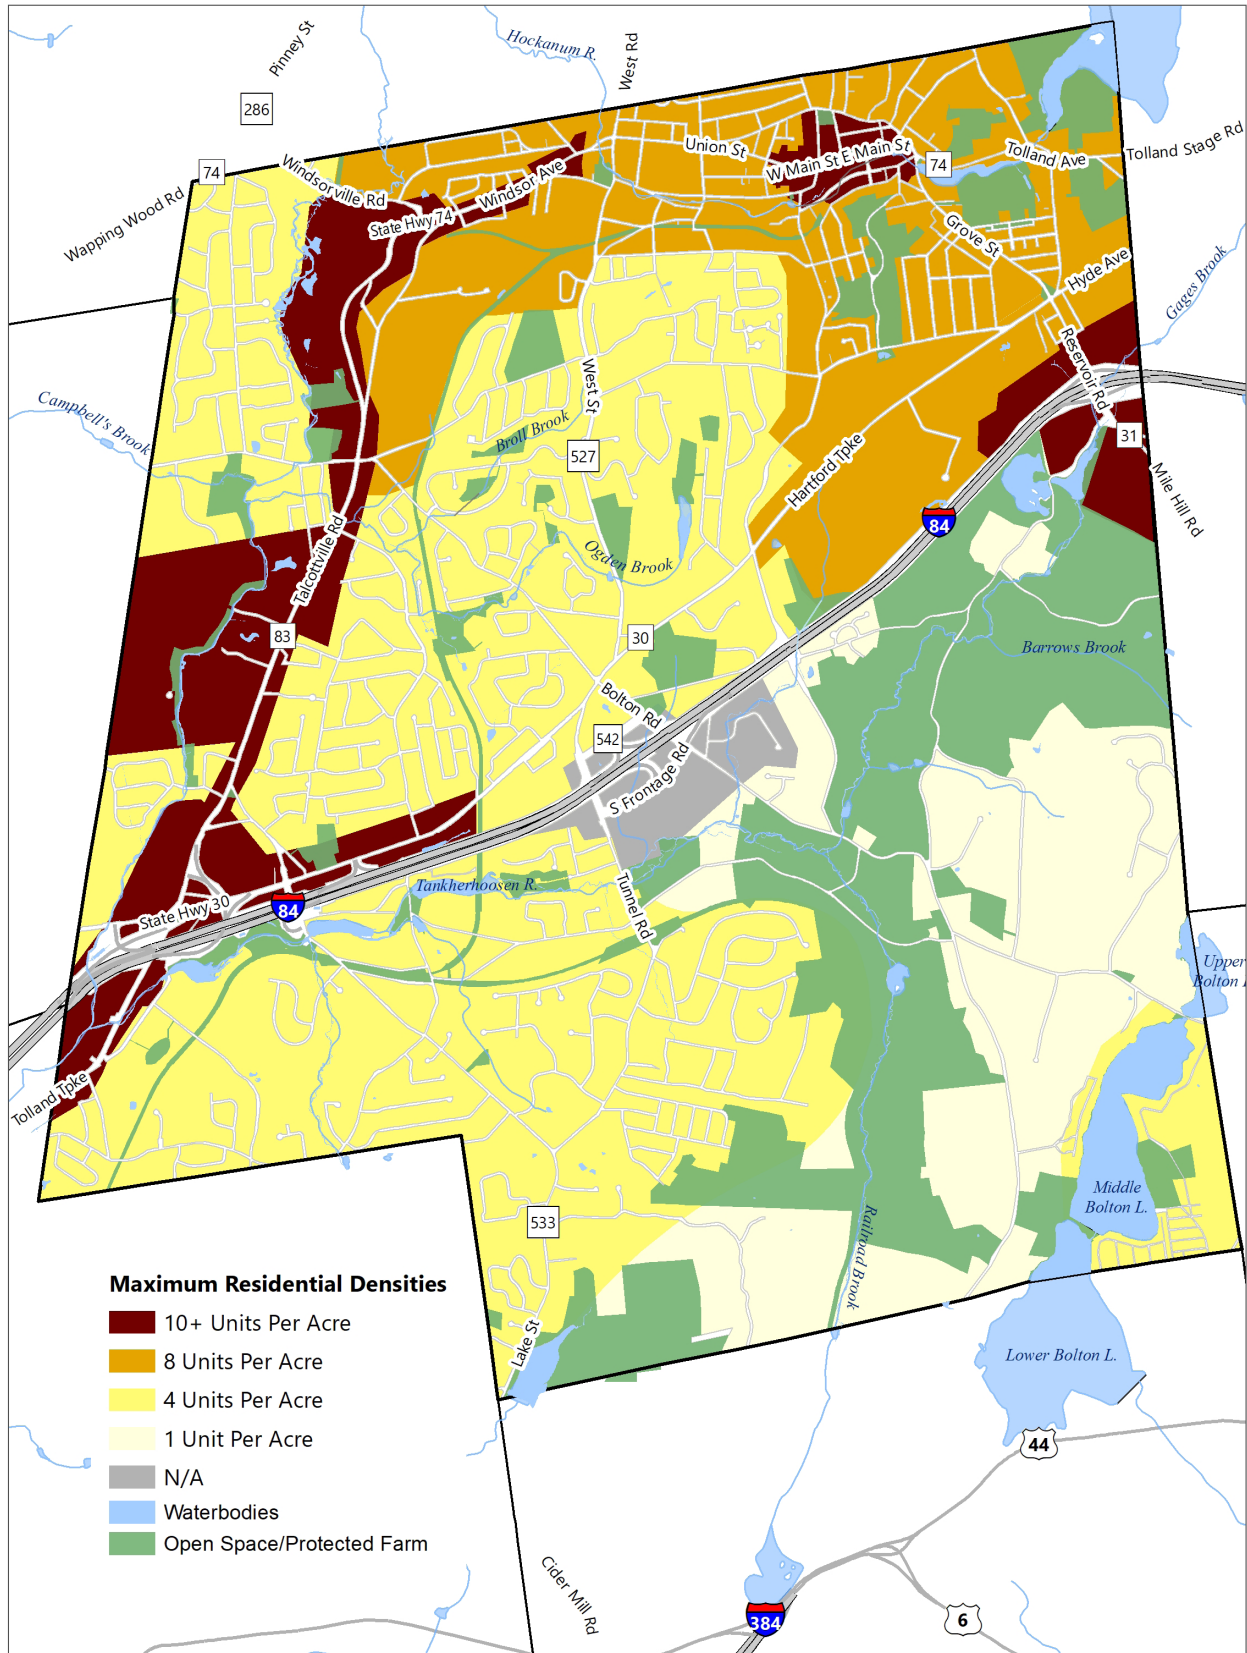 Pinney St
Hockanum R.
West Rd
286
74
Windsorville Rd
Wapping Wood Rd
State Hwy 74
Windsor Ave
Union St
W Main St
E Main St
74
Tolland Ave
Tolland Stage Rd
Grove St
Hyde Ave
Gages Brook
Reservoir Rd
31
Mile Hill Rd
Campbell's Brook
West St
Broll Brook
527
Hartford Tpke
84
Ogden Brook
Talcottville Rd
83
30
Barrows Brook
Bolton Rd
542
S Frontage Rd
Tankherhoosen R.
State Hwy 30
84
Tunnel Rd
Upper
Bolton
Tolland Tpke
Middle
Bolton L.
533
Railroad Brook
Lake St
Lower Bolton L.
44
Cider Mill Rd
384
6
Maximum Residential Densities
10+ Units Per Acre
8 Units Per Acre
4 Units Per Acre
1 Unit Per Acre
N/A
Waterbodies
Open Space/Protected Farm